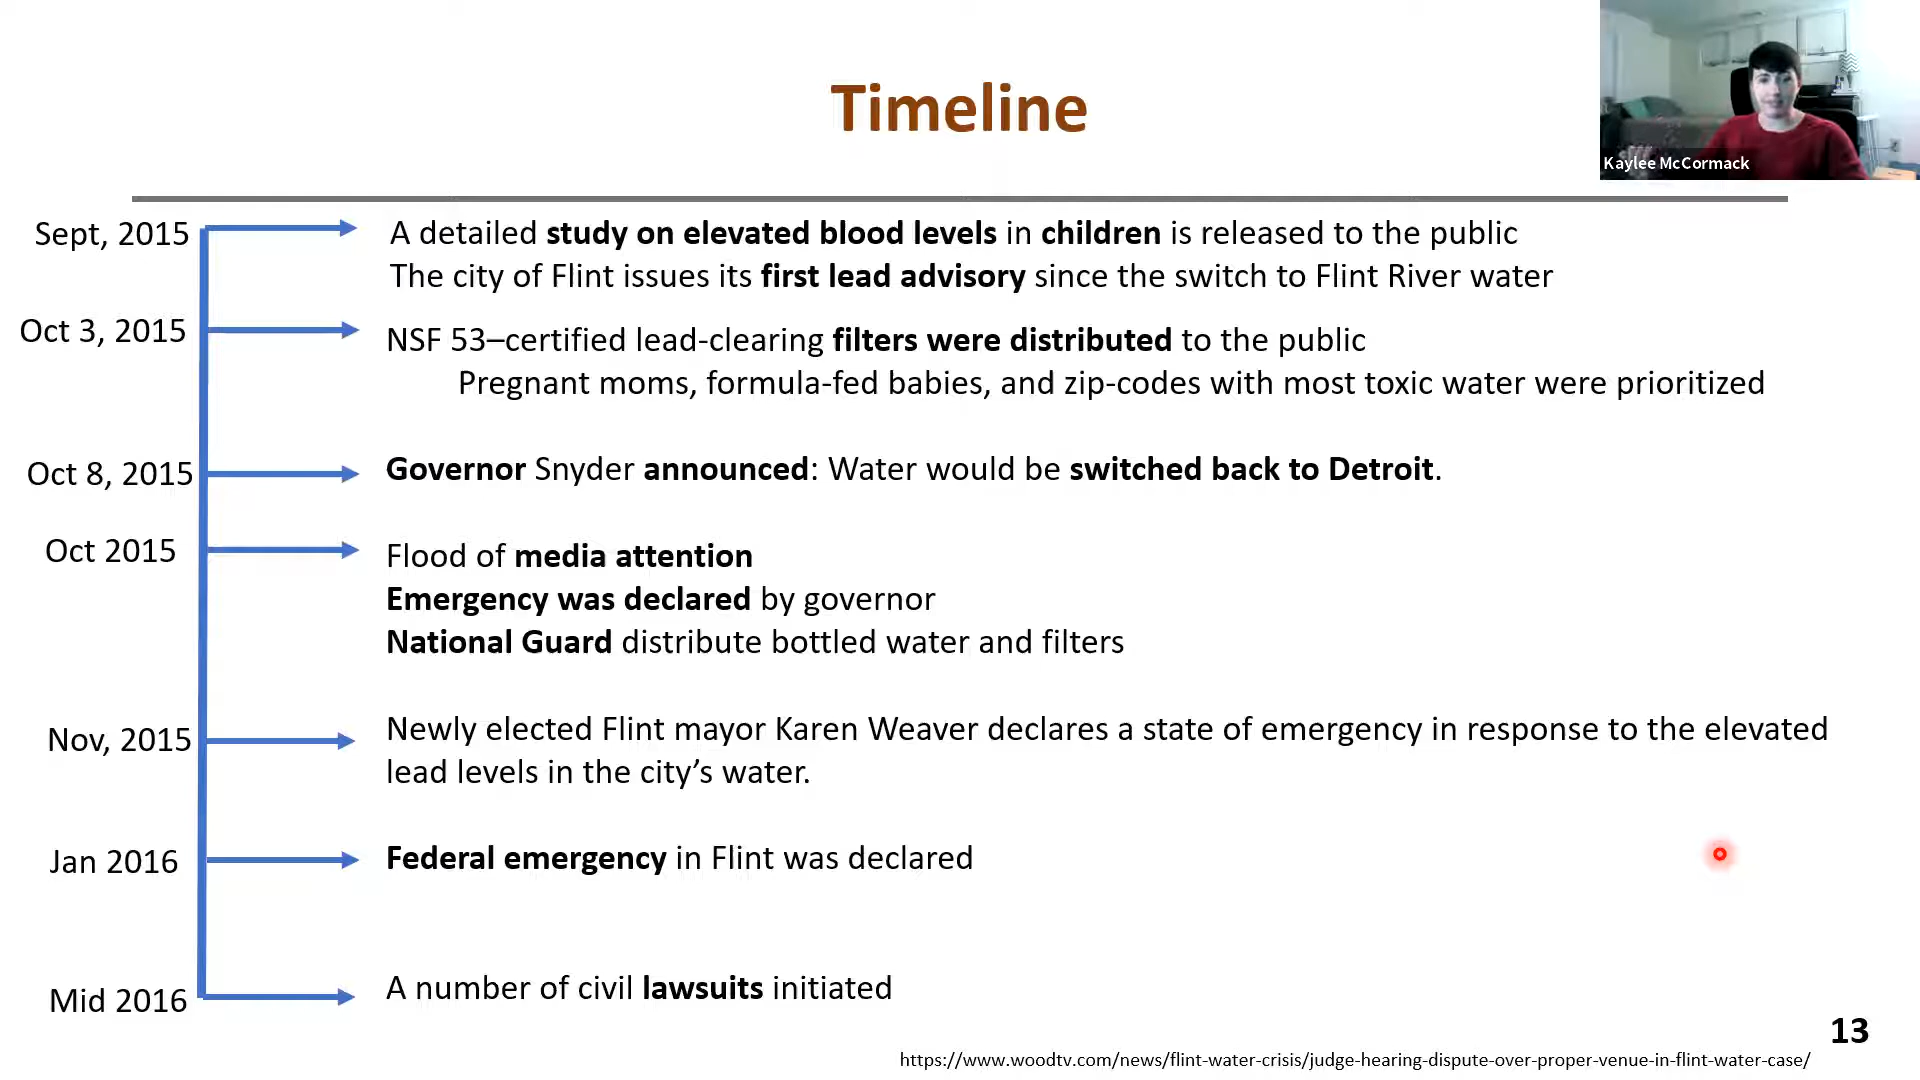 Timeline
Kaylee McCormack
Sept, 2015
A detailed study on elevated blood levels in children is released to the public
The city of Flint issues its first lead advisory since the switch to Flint River water
Oct 3, 2015
NSF 53–certified lead-clearing filters were distributed to the public
Pregnant moms, formula-fed babies, and zip-codes with most toxic water were prioritized
Oct 8, 2015
Governor Snyder announced: Water would be switched back to Detroit.
Oct 2015
Flood of media attention
Emergency was declared by governor
National Guard distribute bottled water and filters
Nov, 2015
Newly elected Flint mayor Karen Weaver declares a state of emergency in response to the elevated
lead levels in the city’s water.
Jan 2016
Federal emergency in Flint was declared
Mid 2016
A number of civil lawsuits initiated
13
https://www.woodtv.com/news/flint-water-crisis/judge-hearing-dispute-over-proper-venue-in-flint-water-case/